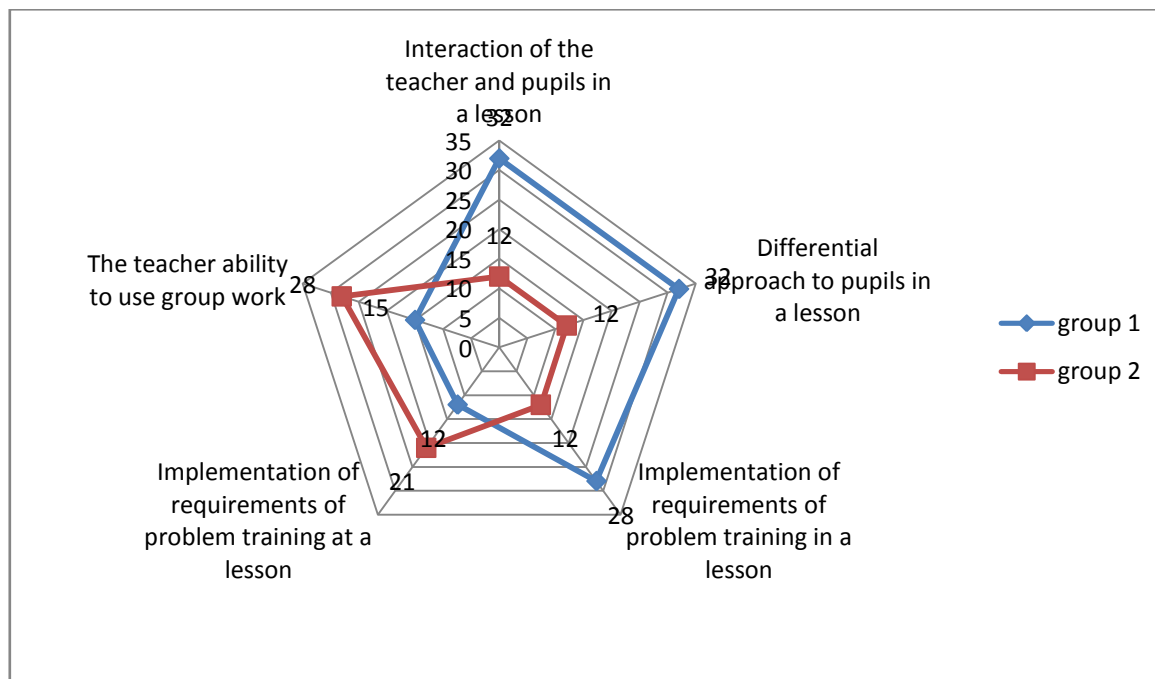 Interaction of the
teacher and pupils in
a lesson
32
35
30
25
20
15
10
5
0
12
Differential
approach to pupils in
a lesson
32
12
Implementation of
requirements of
problem training in a
lesson
28
12
Implementation of
requirements of
problem training at a
lesson
12
21
The teacher ability
to use group work
28
15
group 1
group 2